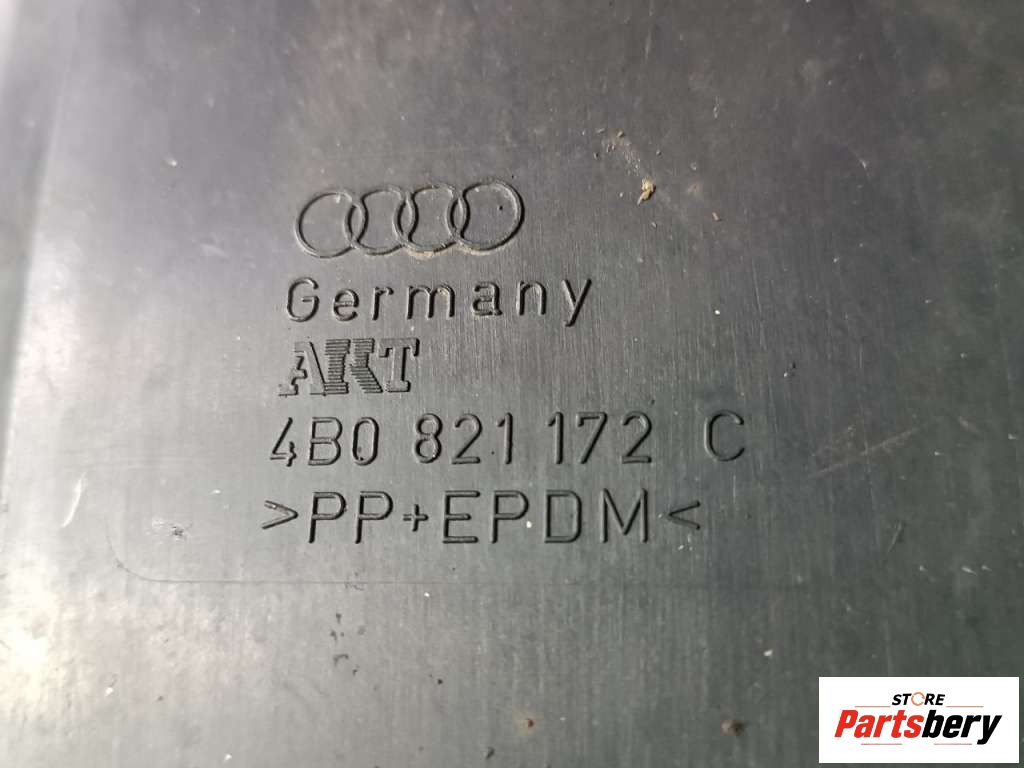 Germany
AKT
4B0 821 172 C
>PP+EPDM<
STORE
Partsbery